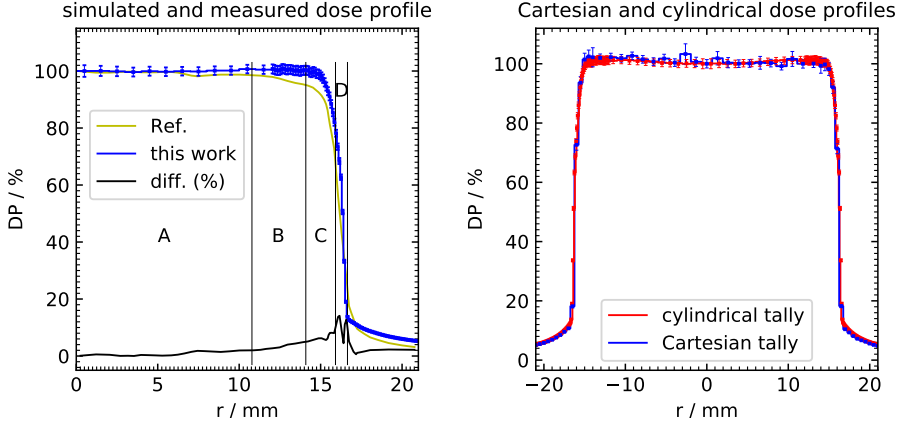 simulated and measured dose profile
DP / %
100
80
60
40
20
0
Ref.
this work
diff. (%)
A
B
C
D
0
5
10
15
20
r / mm
Cartesian and cylindrical dose profiles
DP / %
100
80
60
40
20
0
cylindrical tally
Cartesian tally
−20
−10
0
10
20
r / mm